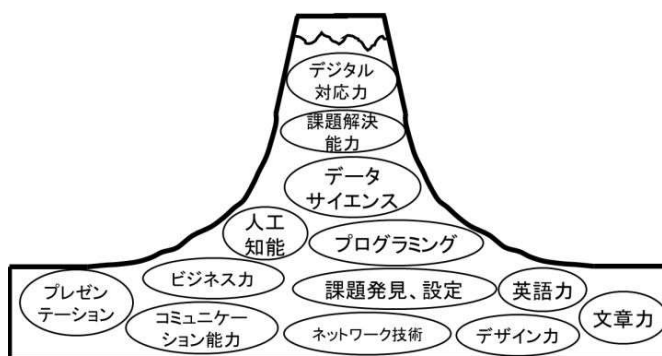 デジタル
対応力
課題解決
能力
データ
サイエンス
人工
知能
プログラミング
プレゼン
テーション
ビジネス力
課題発見、設定
英語力
文章力
コミュニケー
ション能力
ネットワーク技術
デザイン力